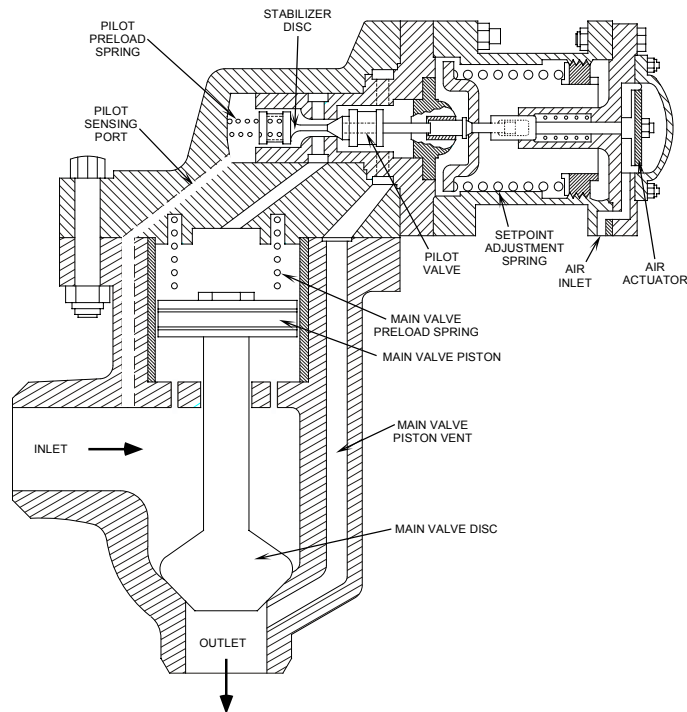 STABILIZER
DISC
PILOT
PRELOAD
SPRING
PILOT
SENSING
PORT
SETPOINT
ADJUSTMENT
SPRING
PILOT
VALVE
AIR
INLET
AIR
ACTUATOR
MAIN VALVE
PRELOAD SPRING
MAIN VALVE PISTON
MAIN VALVE
PISTON VENT
INLET
MAIN VALVE DISC
OUTLET